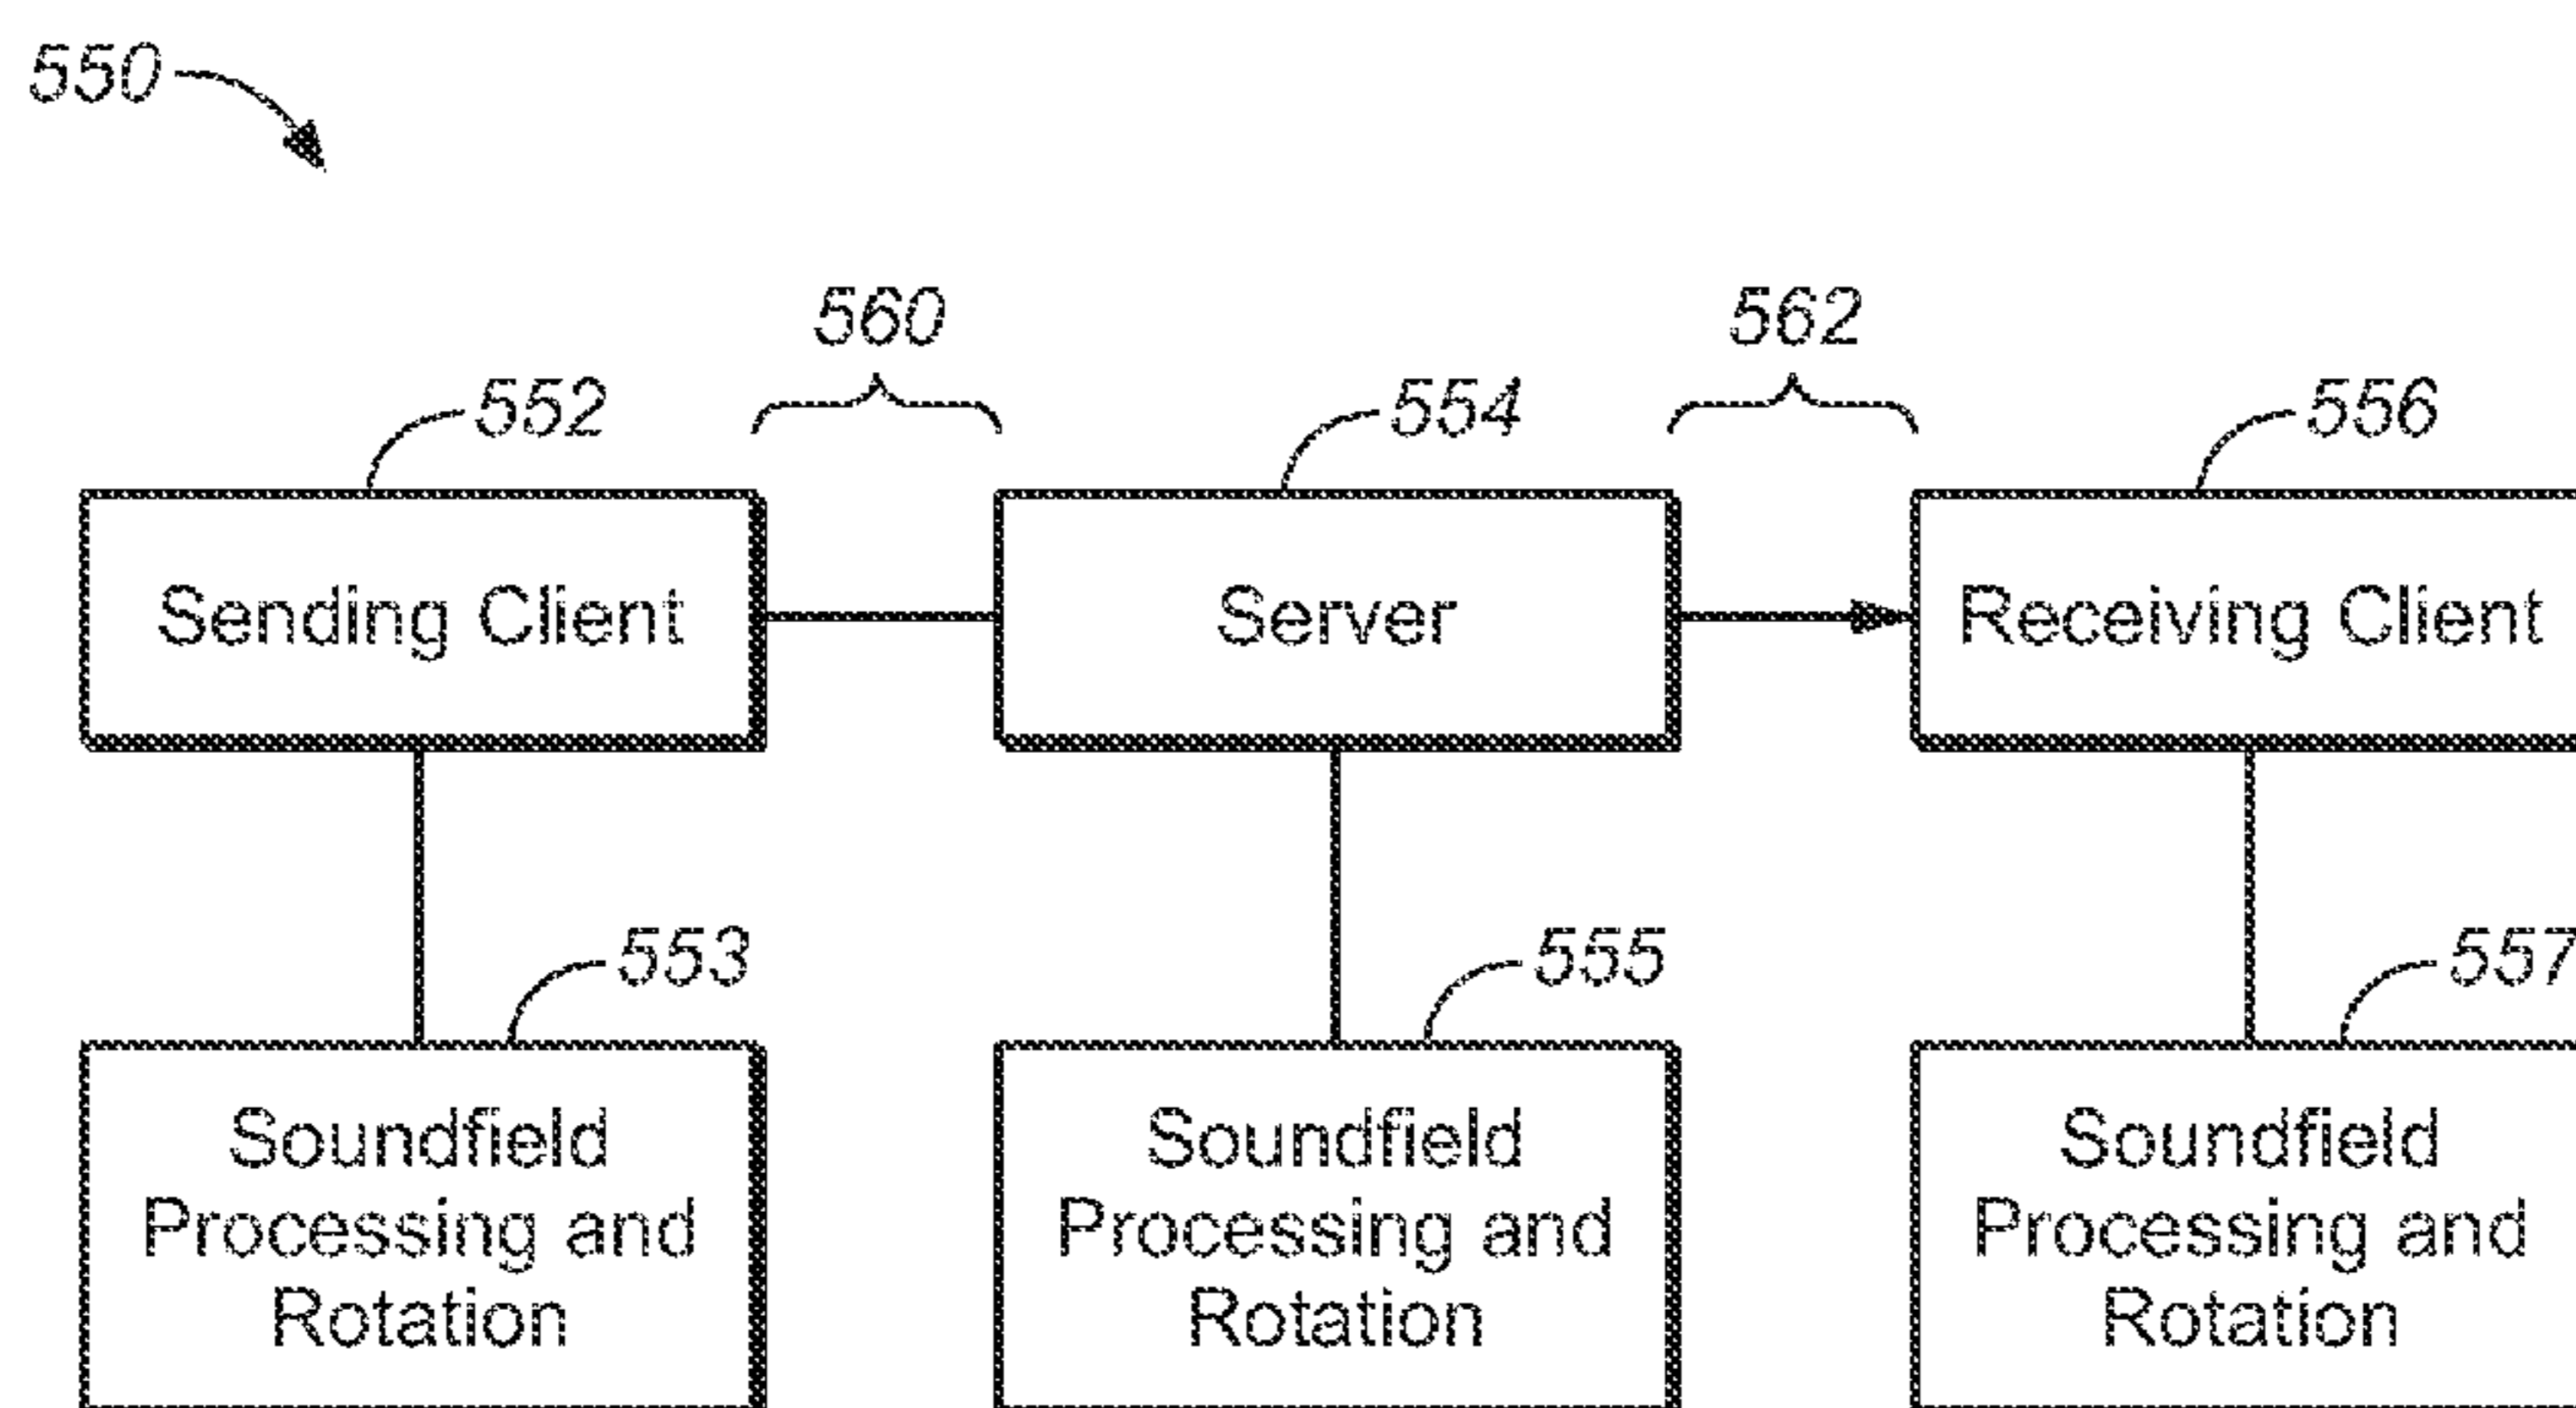 550
560
562
552
554
556
Sending Client
Server
Receiving Client
553
555
557
Soundfield
Processing and
Rotation
Soundfield
Processing and
Rotation
Soundfield
Processing and
Rotation